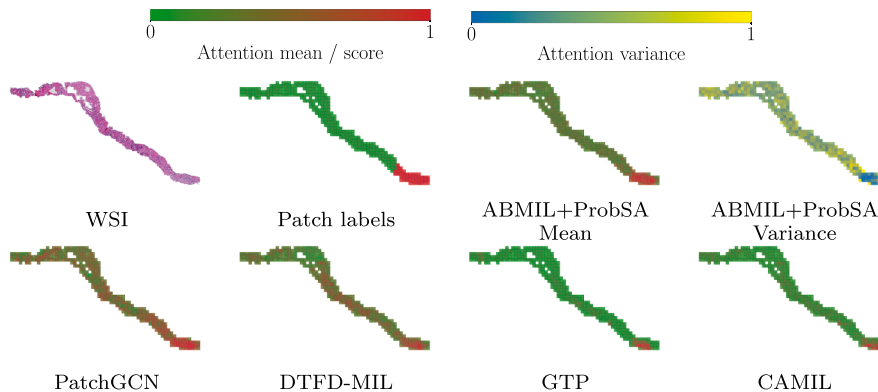 0 1 0 1
Attention mean / score Attention variance
WSI Patch labels ABMIL+ProbSA ABMIL+ProbSA
Mean Variance
PatchGCN DTFD-MIL GTP CAMIL